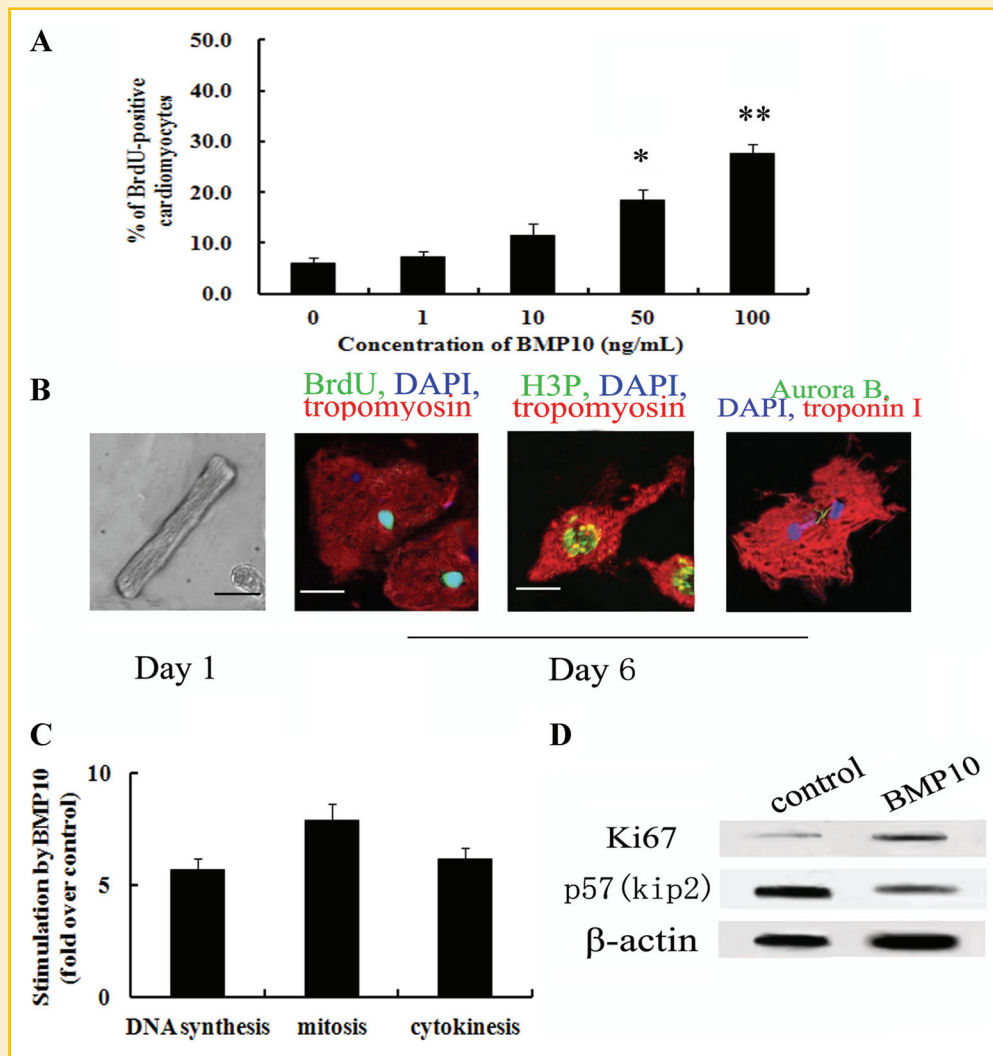 A
50.0
40.0
30.0
20.0
10.0
0.0
% of BrdU-positive
cardiomyocytes
*
**
0 1 10 50 100
Concentration of BMP10 (ng/mL)
B
BrdU, DAPI,
tropomyosin
H3P, DAPI,
tropomyosin
Aurora B,
DAPI, troponin I
Day 1
Day 6
C
10
5
0
Stimulation by BMP10
(fold over control)
DNA synthesis mitosis cytokinesis
D
control BMP10
Ki67
p57(kip2)
β-actin